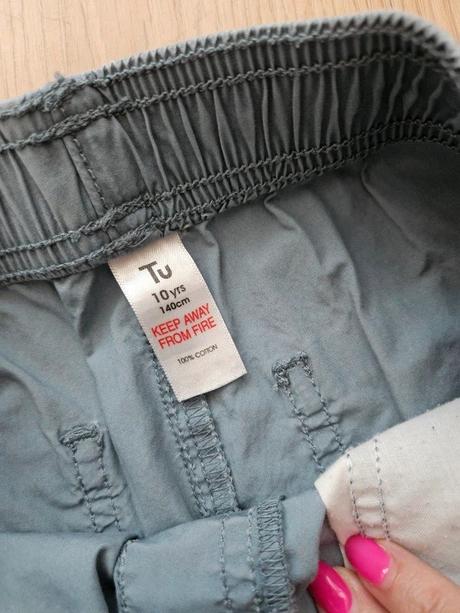 Tu
10 yrs
140cm
KEEP AWAY
FROM FIRE
100% COTTON